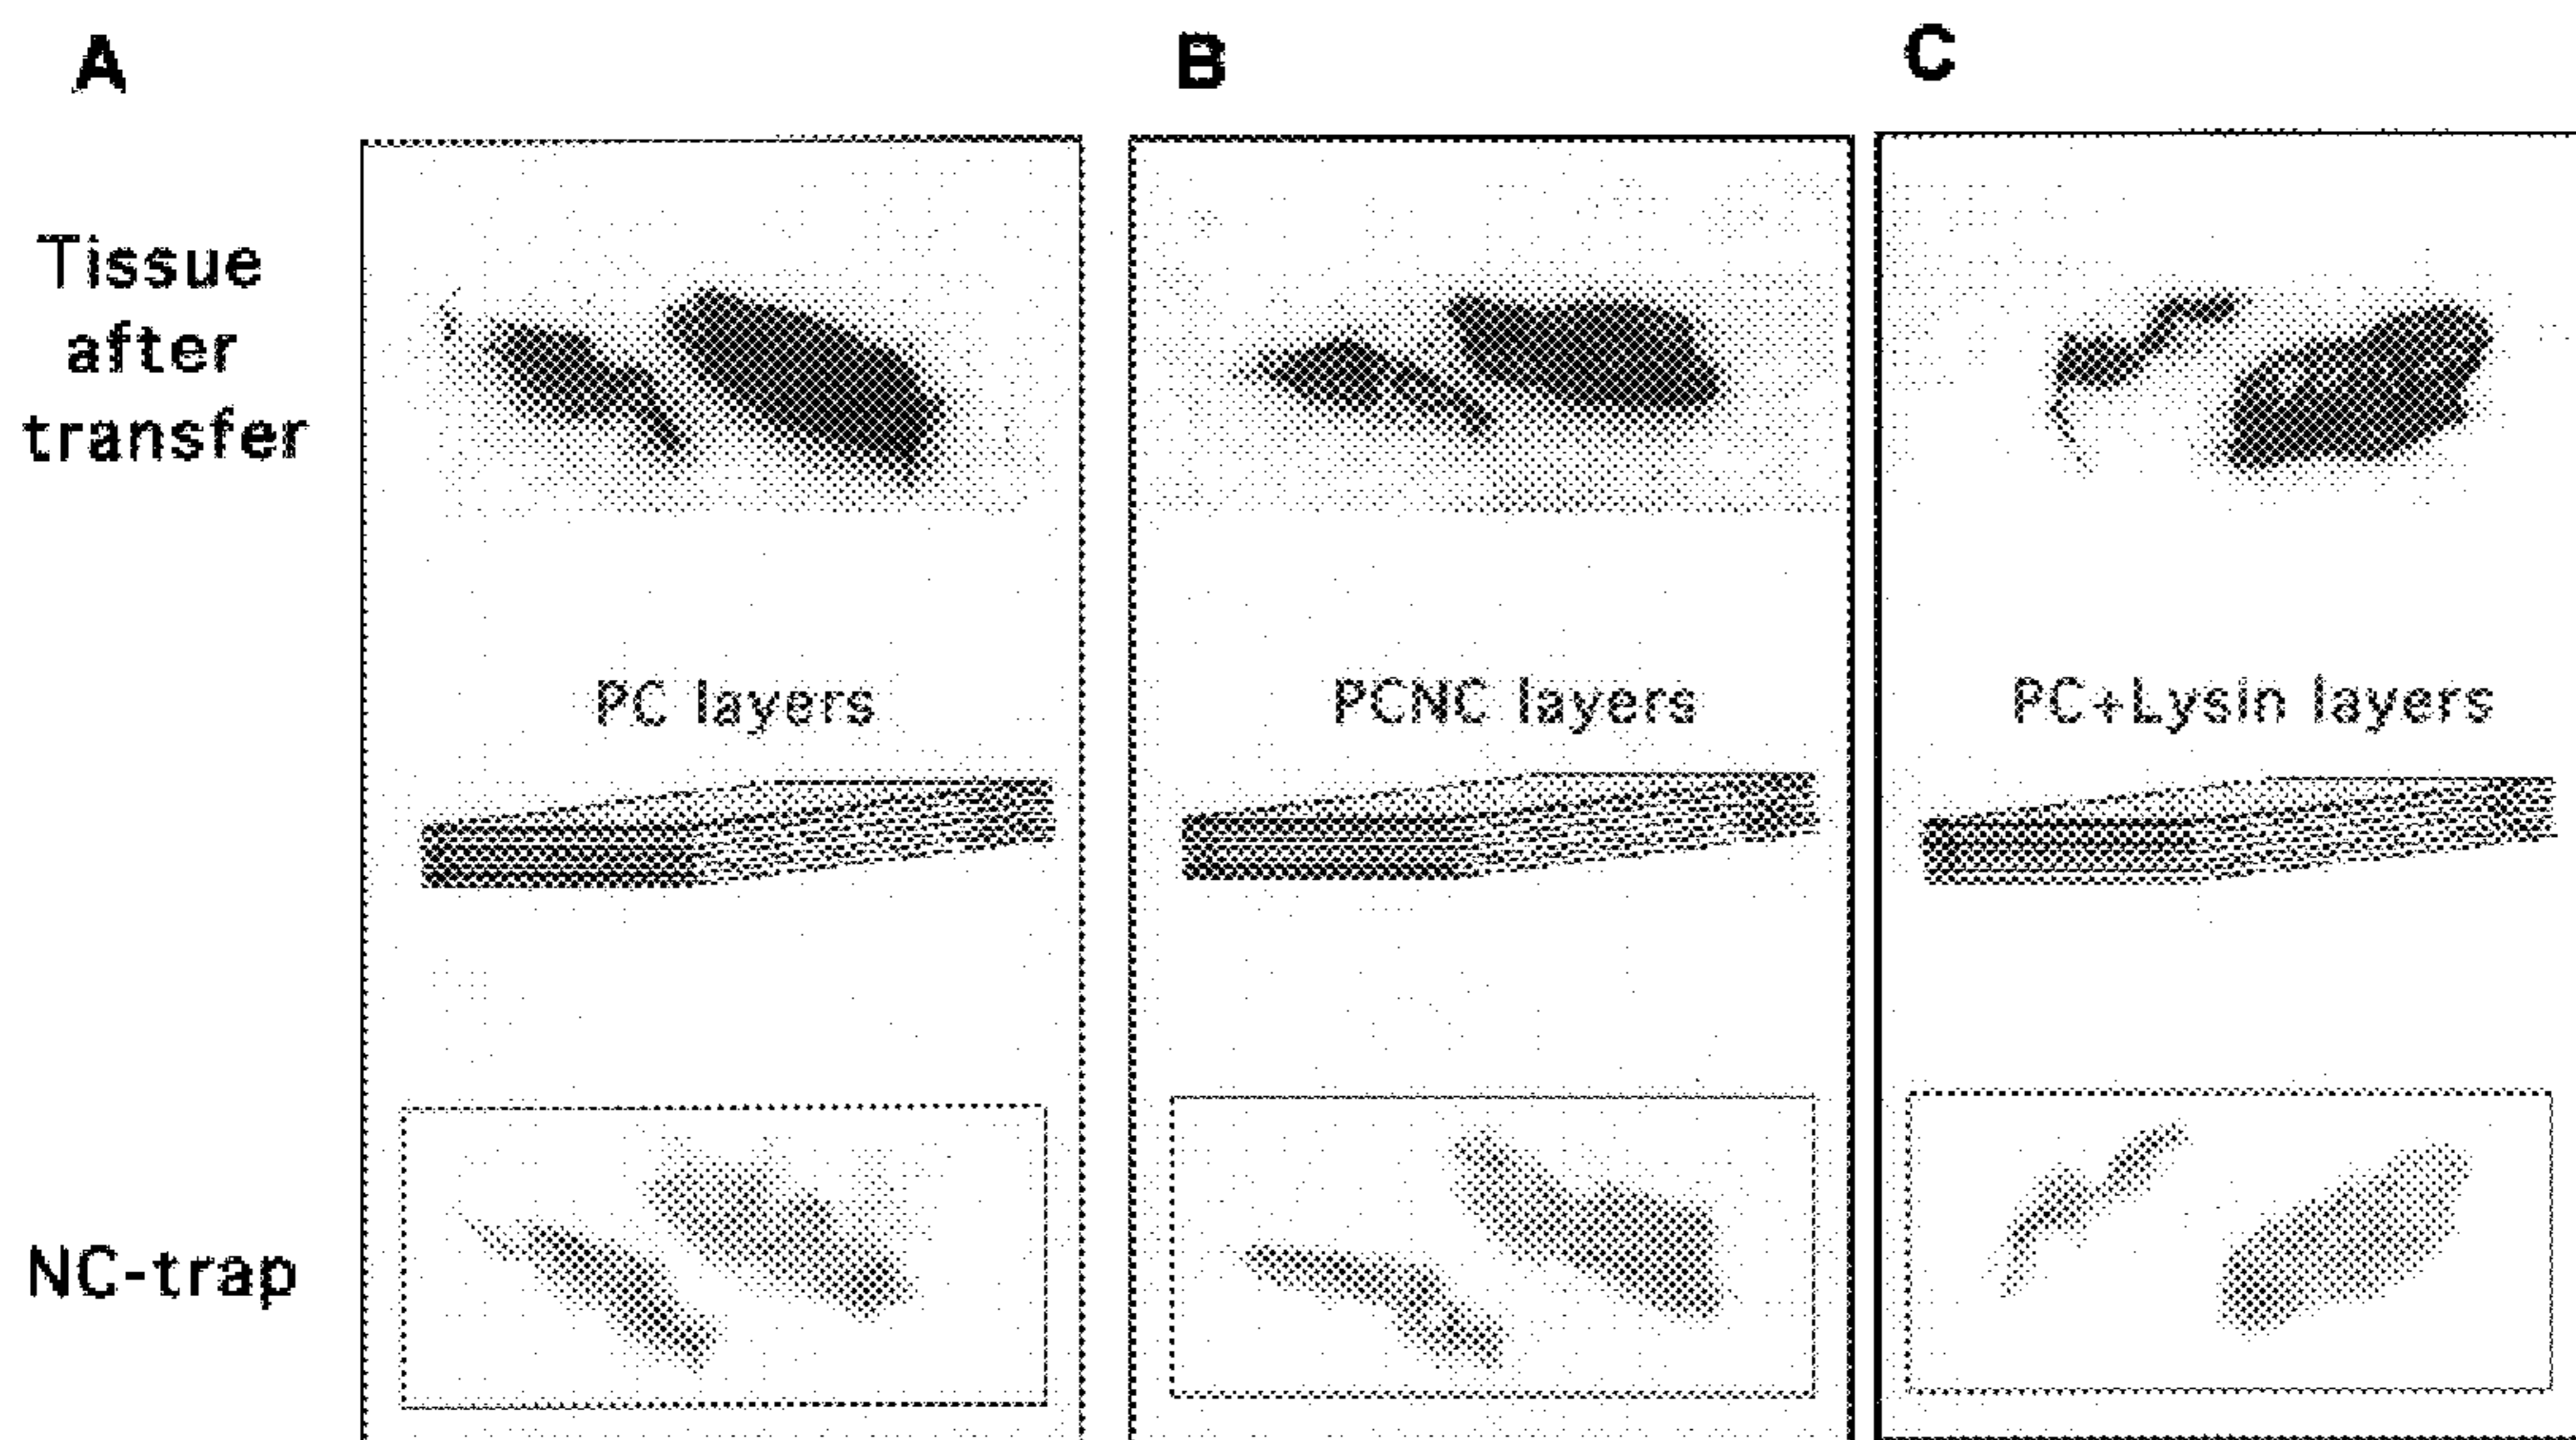 A
B
C
Tissue
after
transfer
PC layers
PCNC layers
PC+Lysin layers
NC-trap